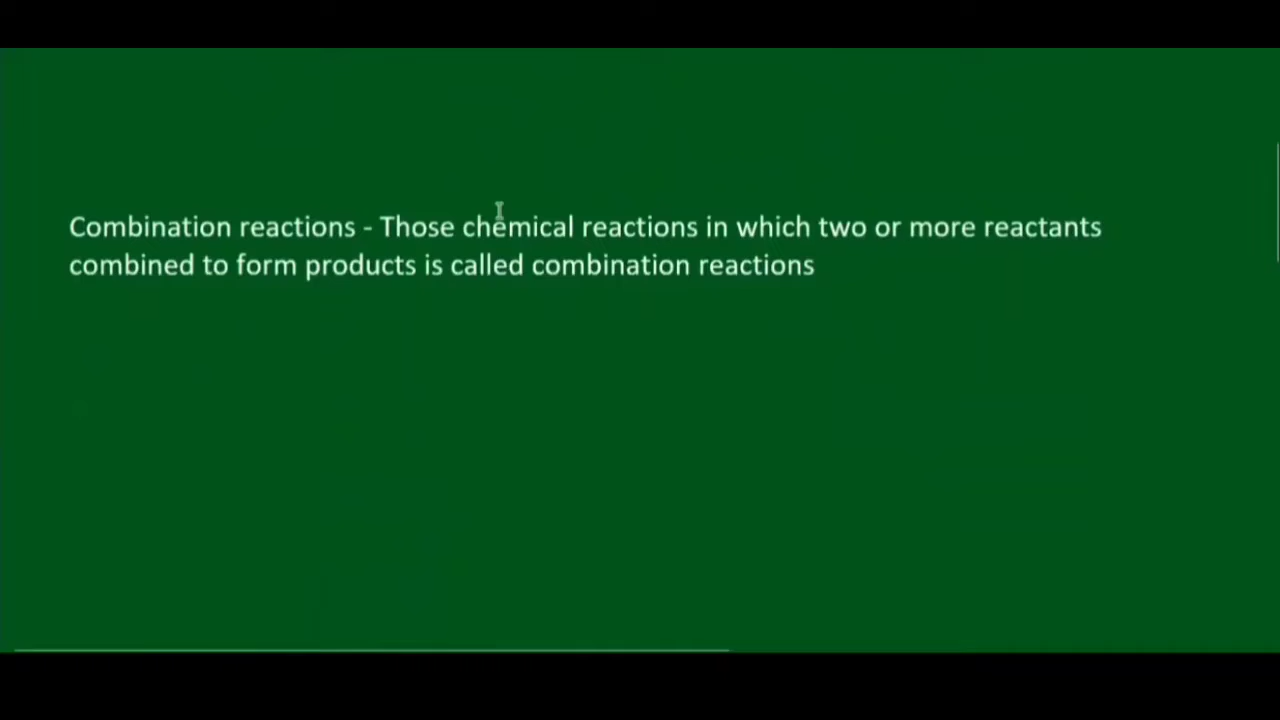 Combination reactions - Those chemical reactions in which two or more reactants
combined to form products is called combination reactions